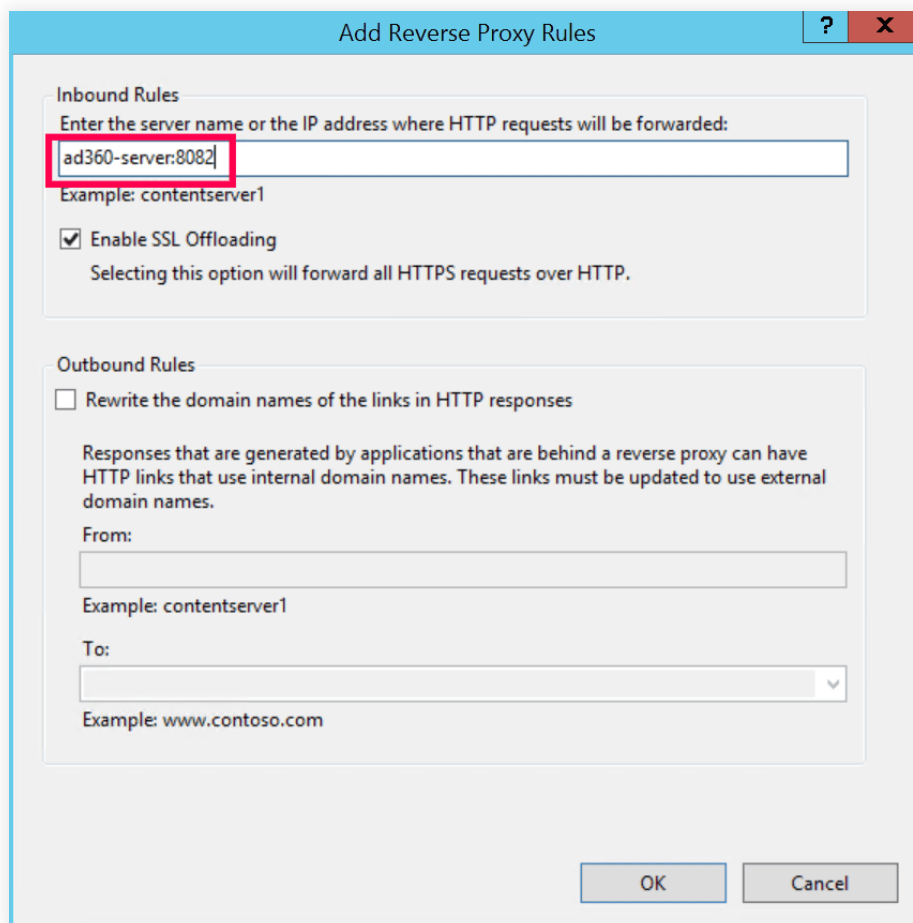 Add Reverse Proxy Rules
? X
Inbound Rules
Enter the server name or the IP address where HTTP requests will be forwarded:
ad360-server:8082
Example: contentserver1
Enable SSL Offloading
Selecting this option will forward all HTTPS requests over HTTP.
Outbound Rules
Rewrite the domain names of the links in HTTP responses
Responses that are generated by applications that are behind a reverse proxy can have
HTTP links that use internal domain names. These links must be updated to use external
domain names.
From:
Example: contentserver1
To:
Example: www.contoso.com
OK
Cancel